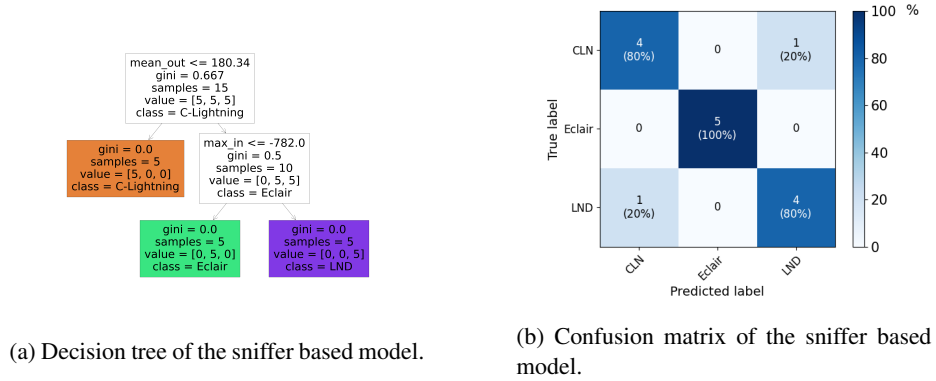 mean_out <= 180.34
gini = 0.667
samples = 15
value = [5, 5, 5]
class = C-Lightning
gini = 0.0
samples = 5
value = [5, 0, 0]
class = C-Lightning
max_in <= -782.0
gini = 0.5
samples = 10
value = [0, 5, 5]
class = Eclair
gini = 0.0
samples = 5
value = [0, 5, 0]
class = Eclair
gini = 0.0
samples = 5
value = [0, 0, 5]
class = LND
(a) Decision tree of the sniffer based model.
True label
CLN
4
(80%)
0
1
(20%)
Eclair
0
5
(100%)
0
LND
1
(20%)
0
4
(80%)
CLN
Eclair
LND
Predicted label
100 %
80
60
40
20
0
(b) Confusion matrix of the sniffer based
model.